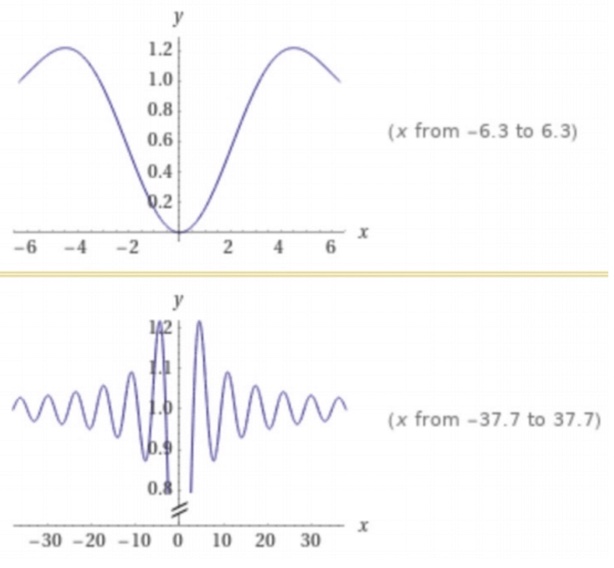 y
1.2
1.0
0.8
0.6
0.4
0.2
−6 −4 −2 2 4 6 x
(x from −6.3 to 6.3)
y
1.2
1.1
1.0
0.9
0.8
−30 −20 −10 0 10 20 30 x
(x from −37.7 to 37.7)